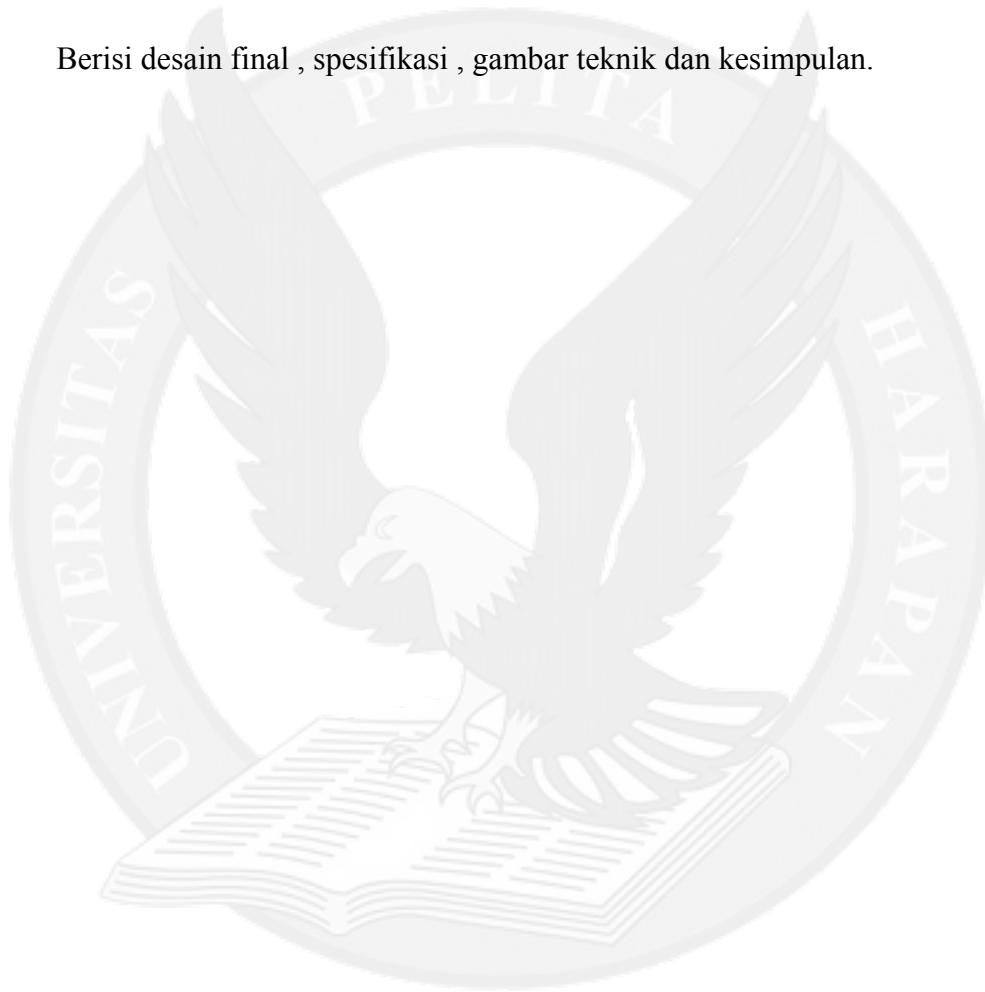 Berisi desain final , spesifikasi , gambar teknik dan kesimpulan.
UNIVERSITAS PELITA HARAPAN